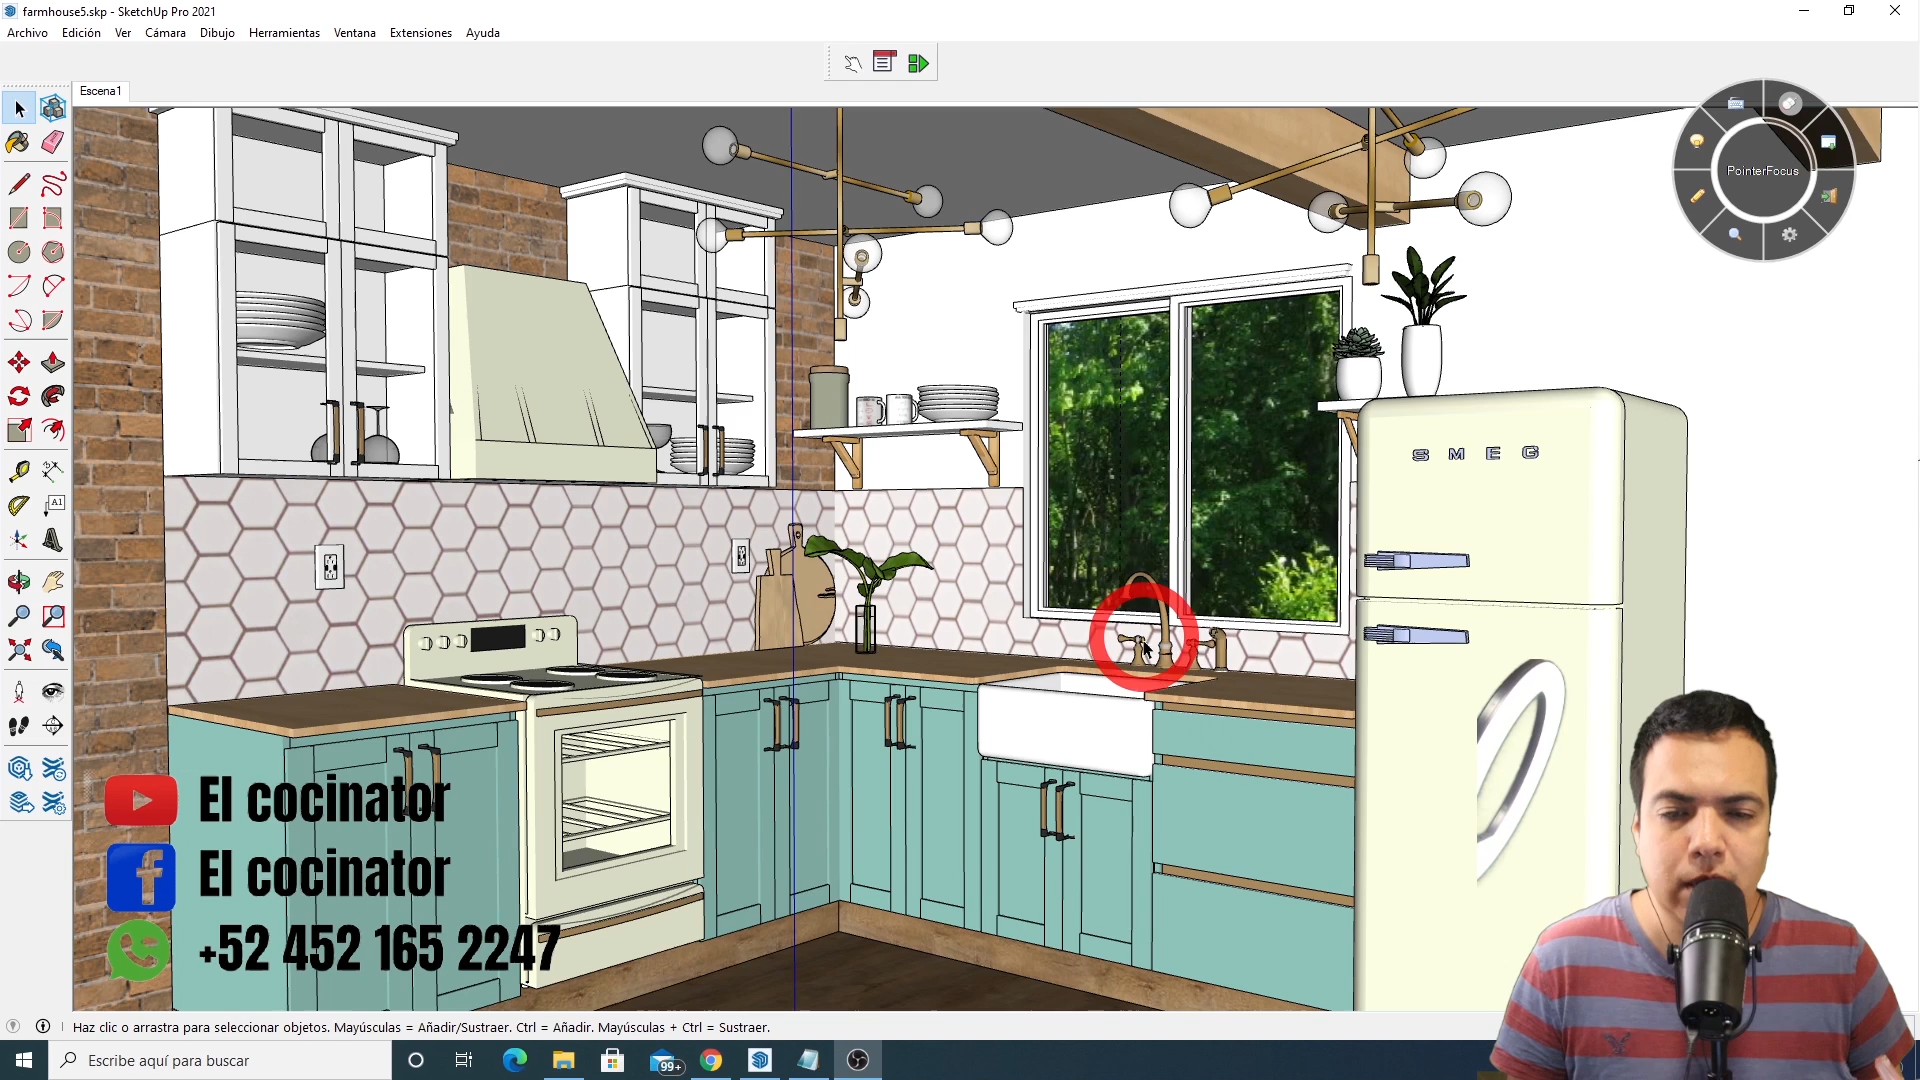 farmhouse5.skp - SketchUp Pro 2021
Archivo Edición Ver Cámara Dibujo Herramientas Ventana Extensiones Ayuda
Escena1
PointerFocus
A1
SMEG
El cocinator
El cocinator
+52 452 165 2247
Haz clic o arrastra para seleccionar objetos. Mayúsculas = Añadir/Sustraer. Ctrl = Añadir. Mayúsculas + Ctrl = Sustraer.
Escribe aquí para buscar
99+